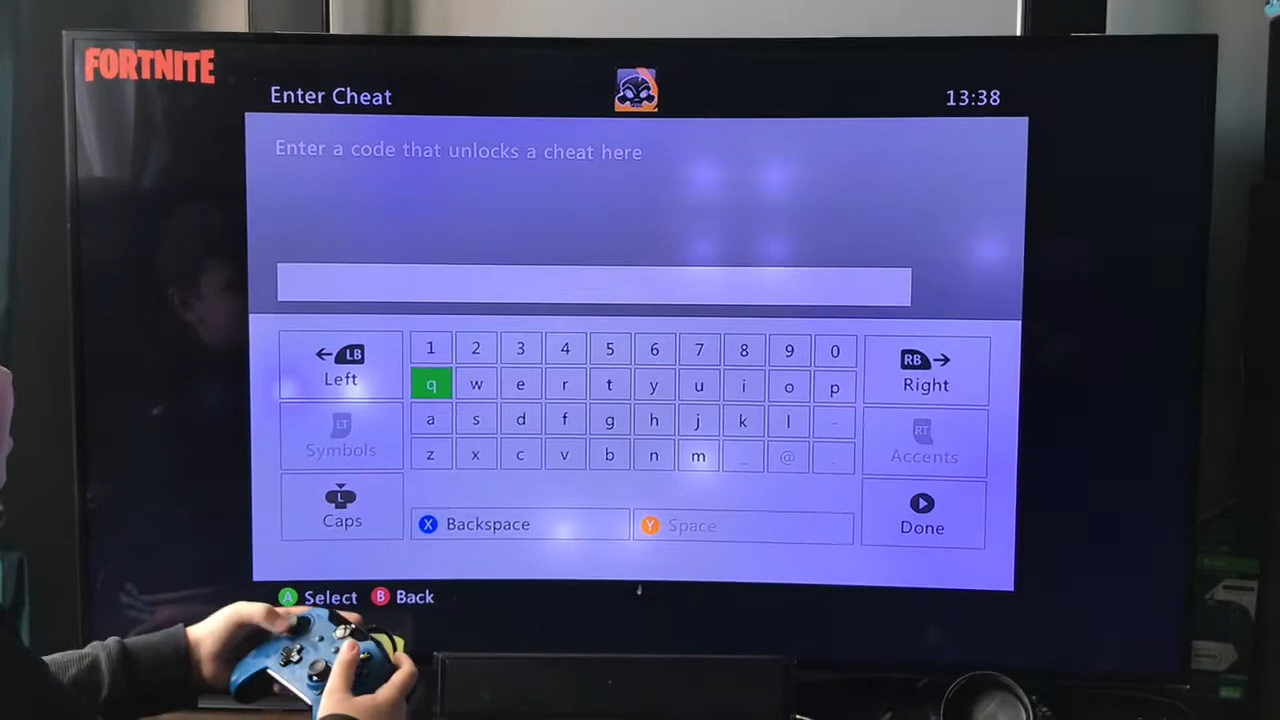 FORTNITE
Enter Cheat
13:38
Enter a code that unlocks a cheat here
LB
Left
1 2 3 4 5 6 7 8 9 0
RB
Right
q w e r t y u i o p
LT
Symbols
a s d f g h j k l -
RT
Accents
z x c v b n m _ @ .
L
Caps
X Backspace
Y Space
Done
A Select B Back